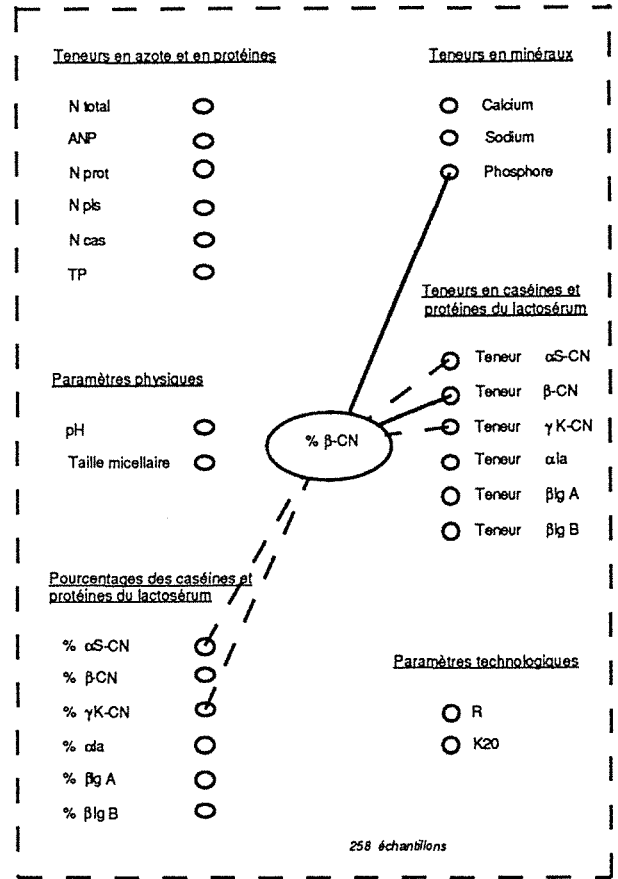 Teneurs en azote et en protéines
N total
ANP
N prot
N pls
N cas
TP
Teneurs en minéraux
Calcium
Sodium
Phosphore
Teneurs en caséines et
protéines du lactosérum
Teneur αS-CN
Teneur β-CN
Teneur γK-CN
Teneur αla
Teneur βlg A
Teneur βlg B
Paramètres physiques
pH
Taille micellaire
% β-CN
Pourcentages des caséines et
protéines du lactosérum
% αS-CN
% β-CN
% γK-CN
% αla
% βlg A
% βlg B
Paramètres technologiques
R
K20
258 échantillons